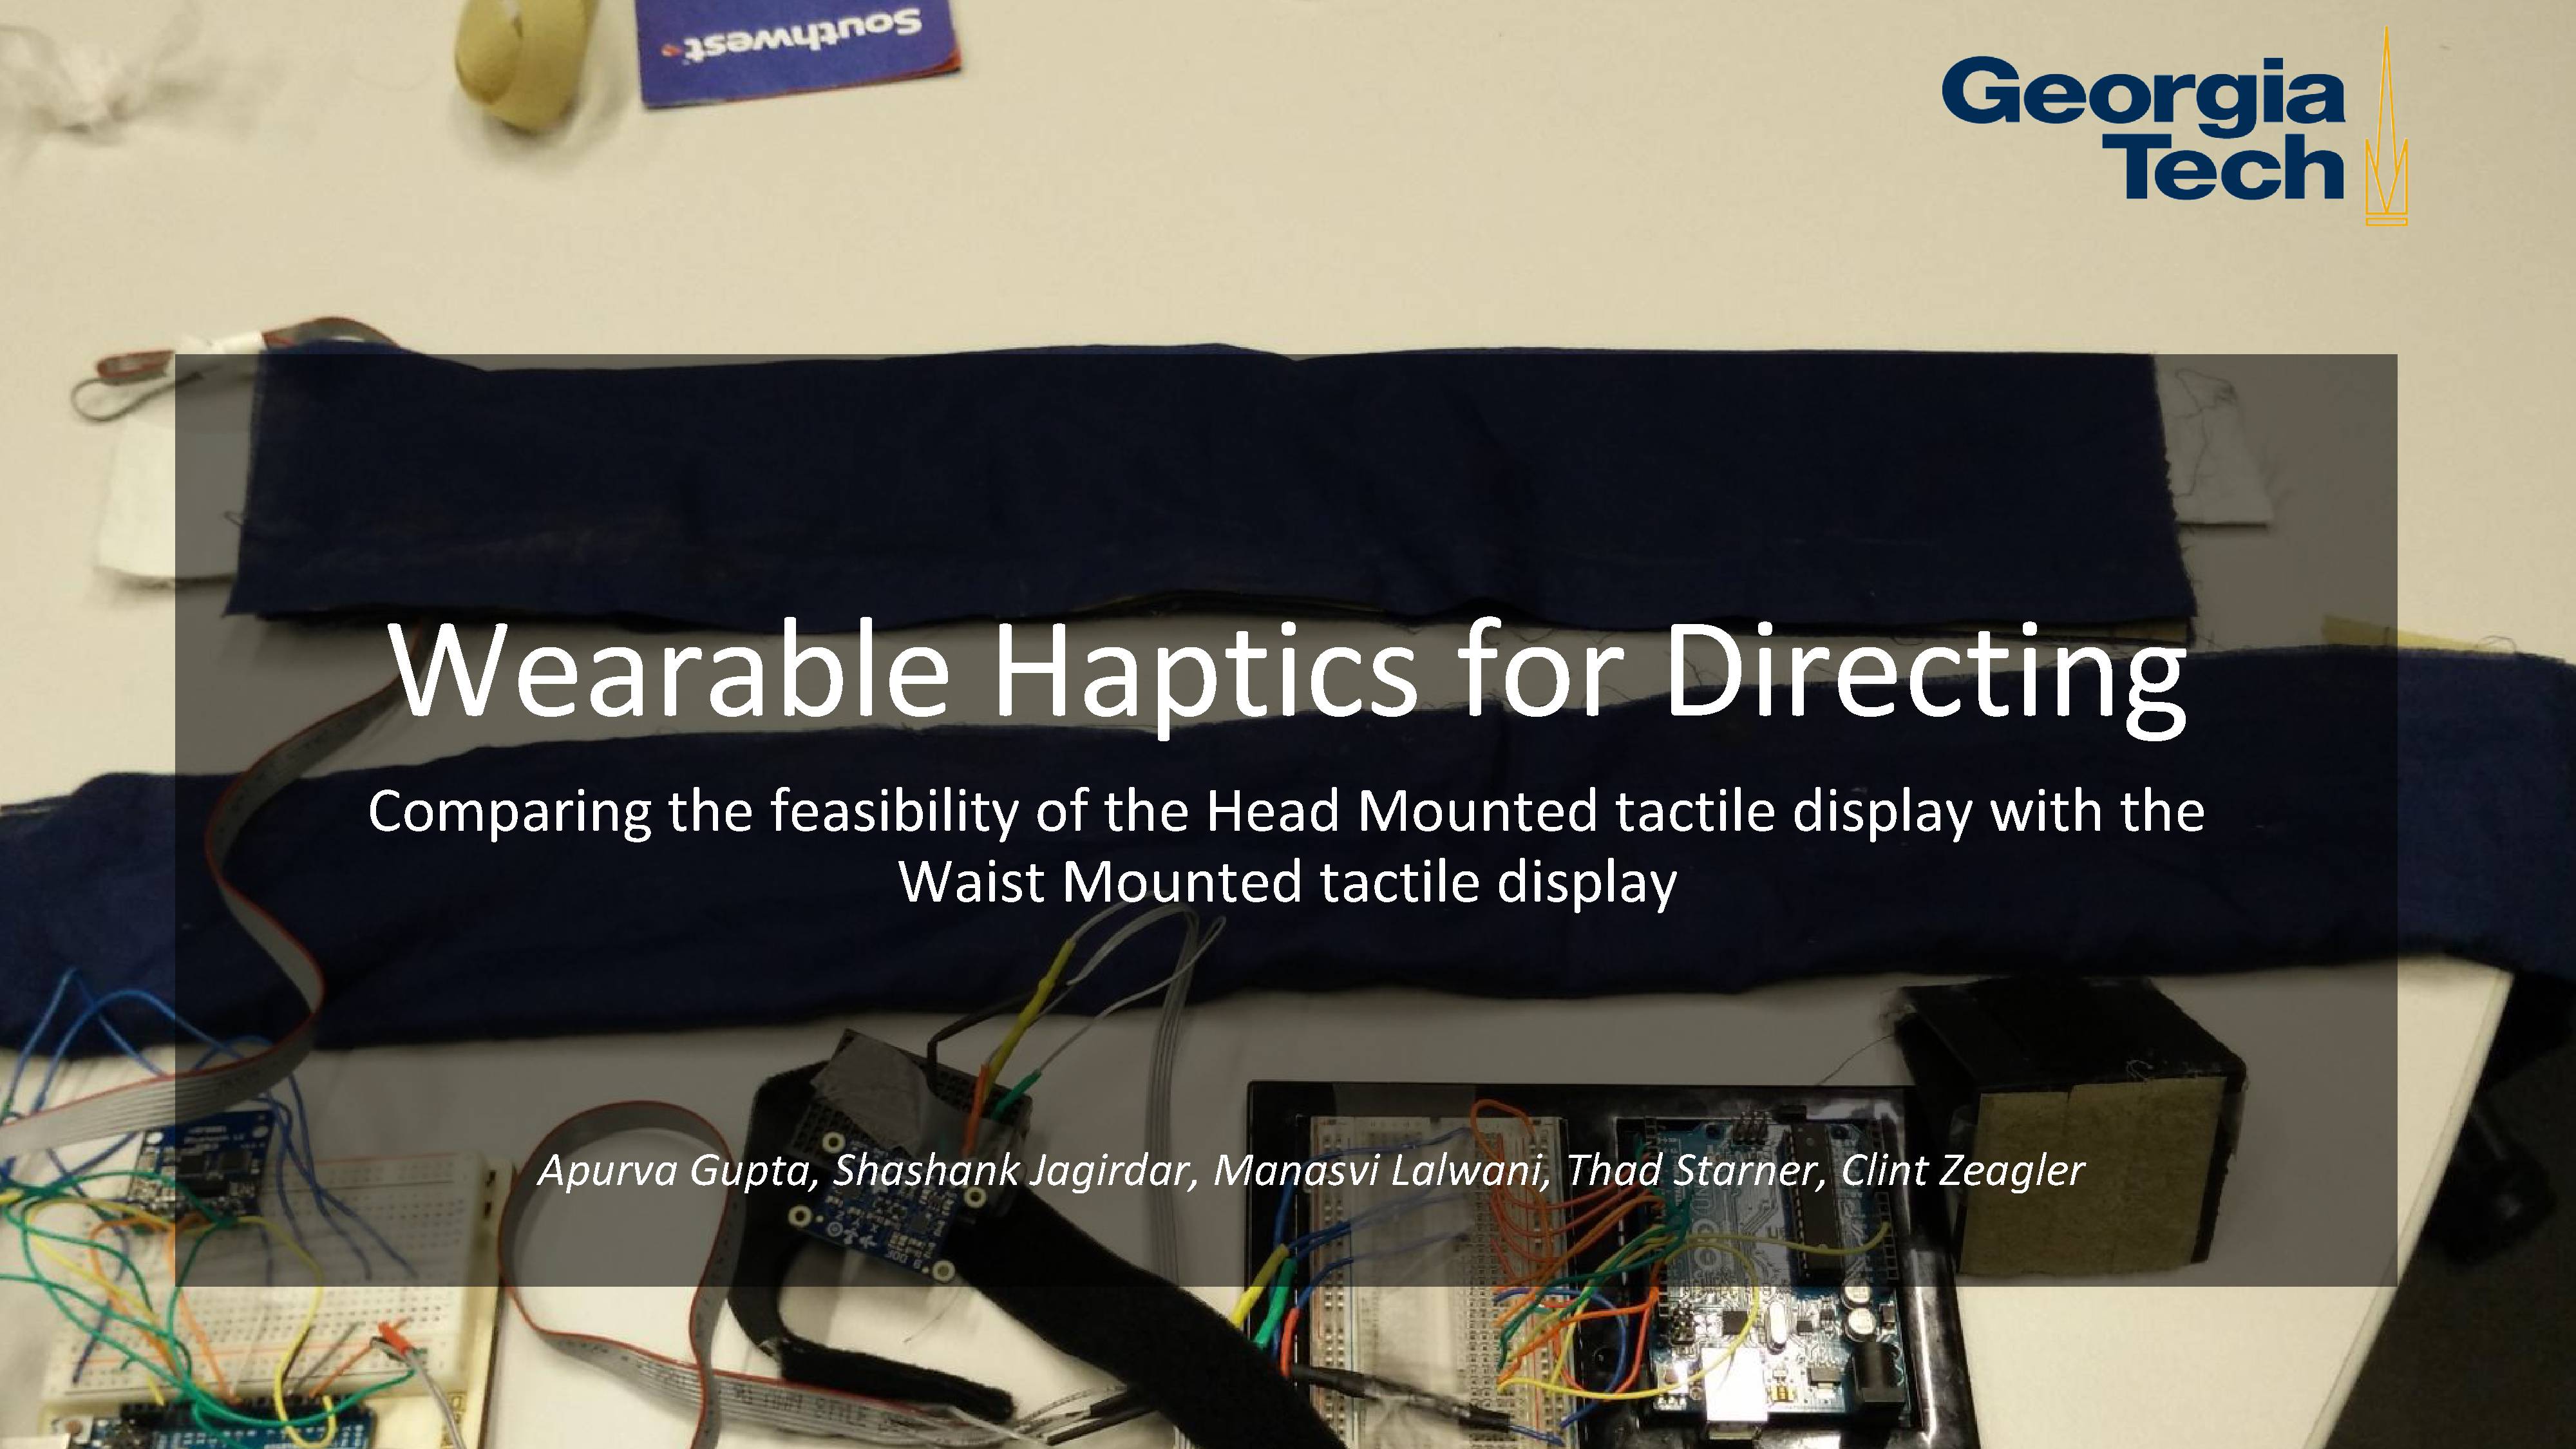 Southwest
Georgia
Tech
Wearable Haptics for Directing
Comparing the feasibility of the Head Mounted tactile display with the
Waist Mounted tactile display
Apurva Gupta, Shashank Jagirdar, Manasvi Lalwani, Thad Starner, Clint Zeagler